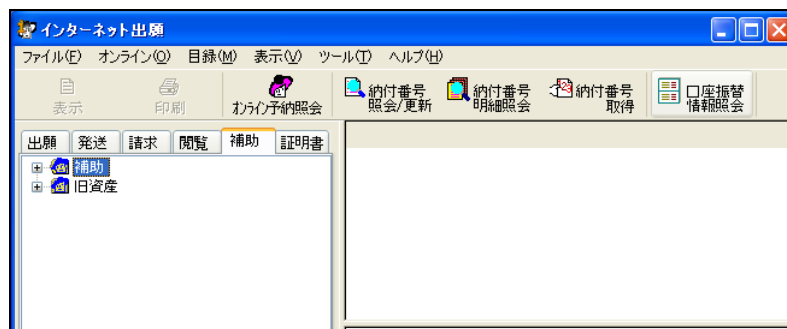 インターネット出願
ファイル(F) オンライン(O) 目録(M) 表示(V) ツール(T) ヘルプ(H)
表示
印刷
オンライン予納照会
納付番号
照会/更新
納付番号
明細照会
納付番号
取得
口座振替
情報照会
出願 発送 請求 閲覧 補助 証明書
補助
旧資産